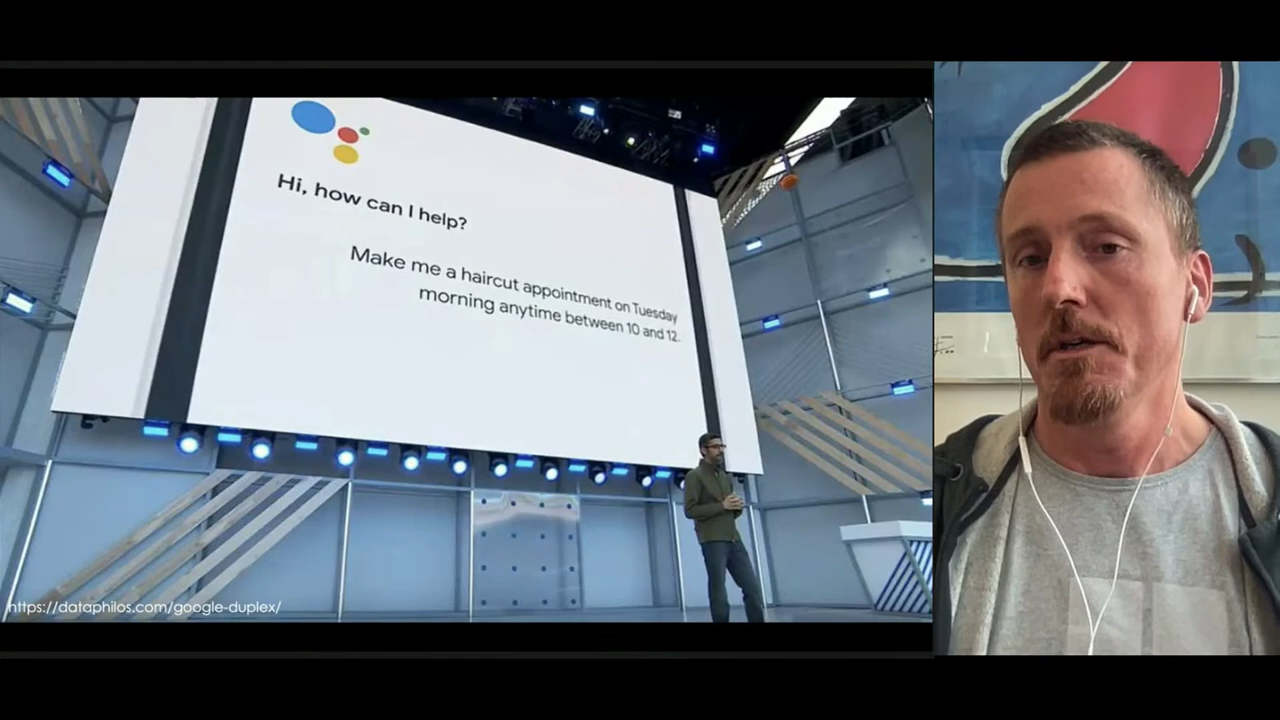 Hi, how can I help?
Make me a haircut appointment on Tuesday
morning anytime between 10 and 12.
https://dataphilos.com/google-duplex/